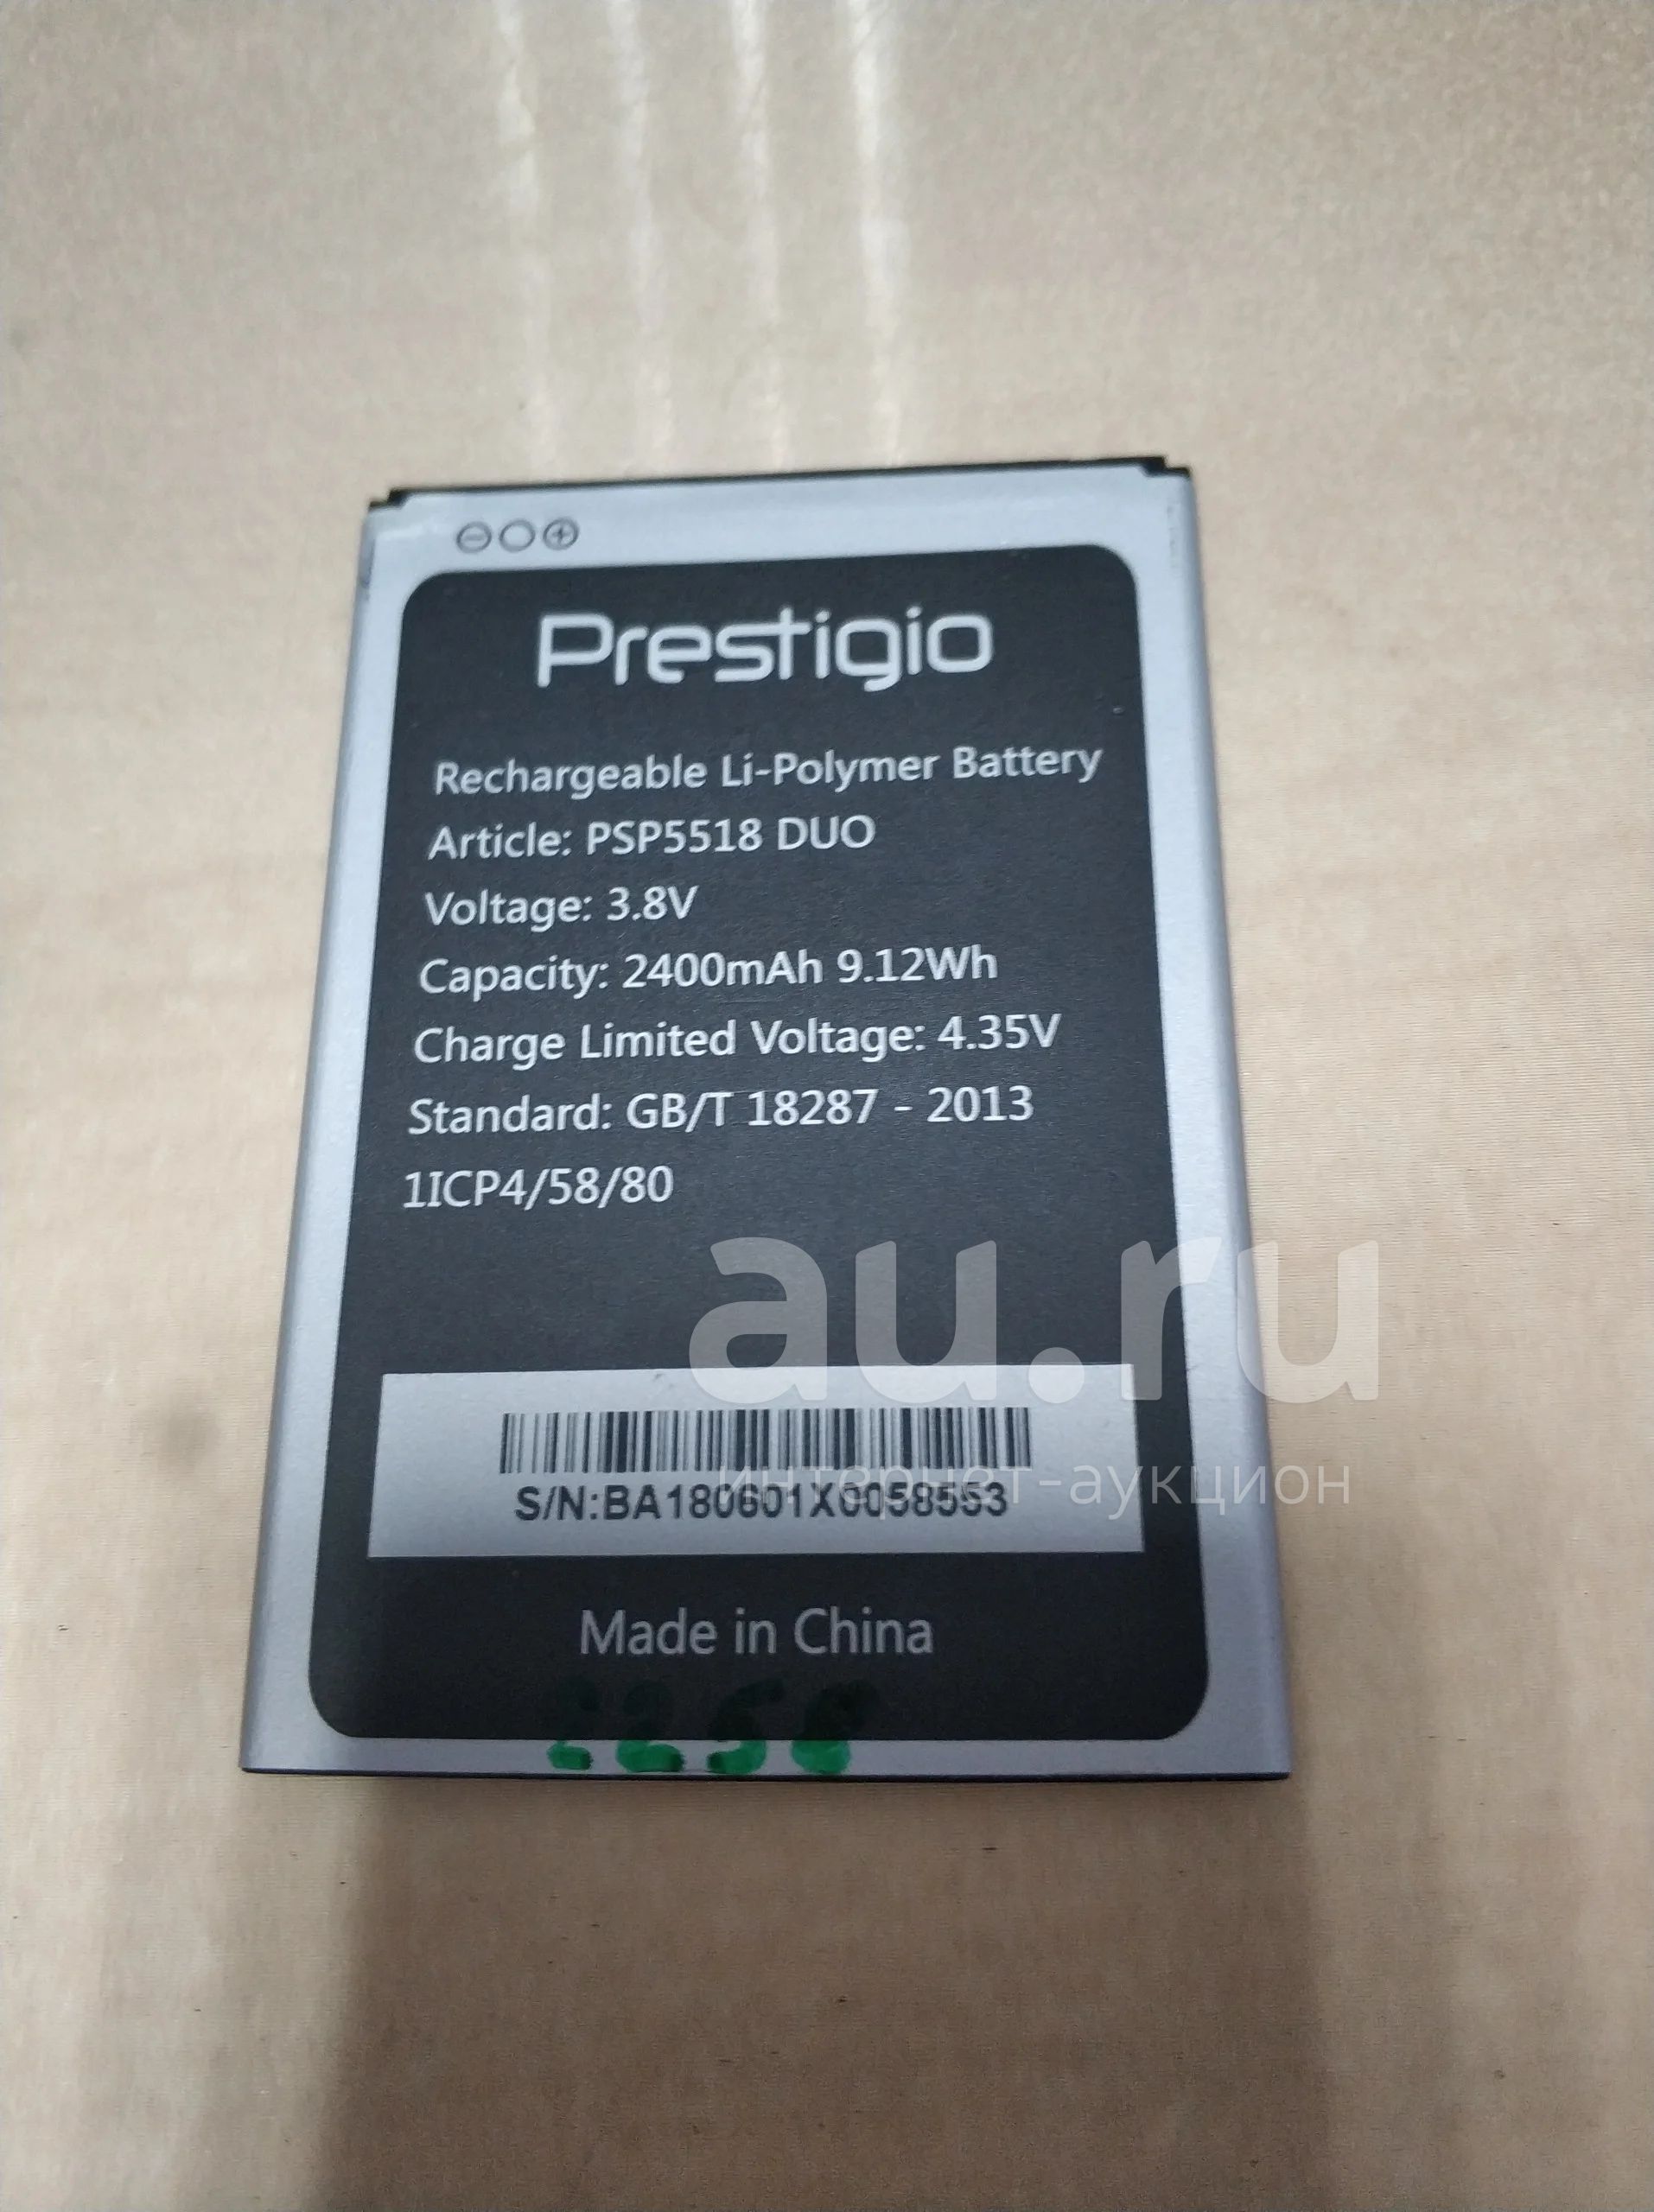 Prestigio
Rechargeable Li-Polymer Battery
Article: PSP5518 DUO
Voltage: 3.8V
Capacity: 2400mAh 9.12Wh
Charge Limited Voltage: 4.35V
Standard: GB/T 18287 - 2013
1ICP4/58/80
au.ru
интернет-аукцион
S/N:BA180601X0058553
Made in China